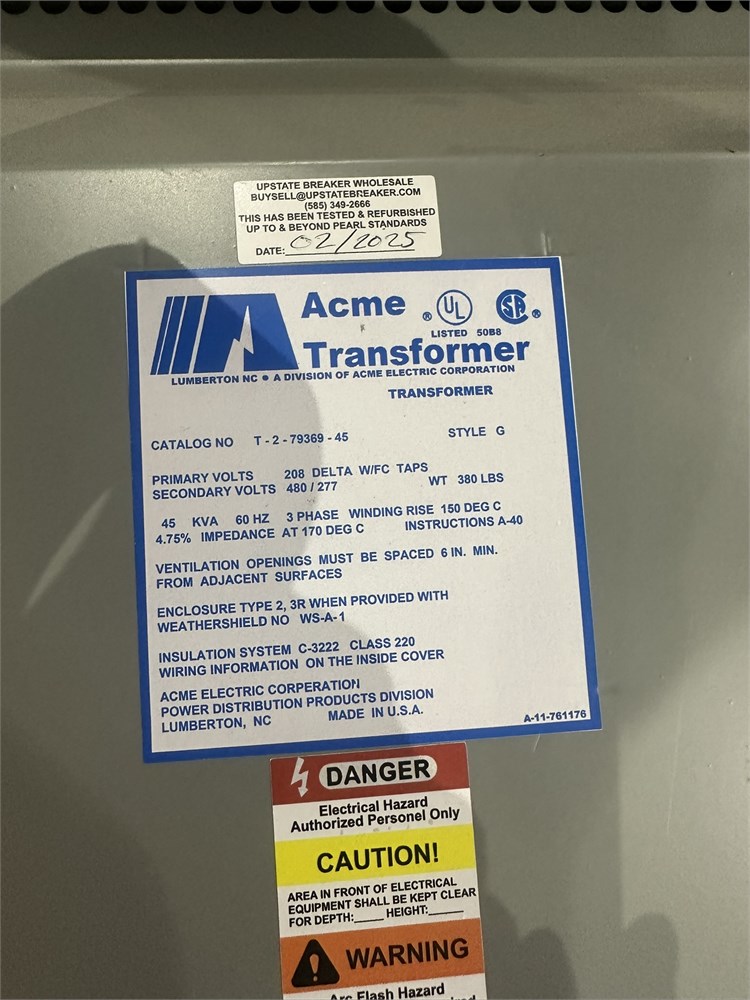 UPSTATE BREAKER WHOLESALE
BUYSELL@UPSTATEBREAKER.COM
(585) 349-2666
THIS HAS BEEN TESTED & REFURBISHED
UP TO & BEYOND PEARL STANDARDS
DATE: 02/2025
Acme ® UL SA ®
LISTED 50B8
Transformer
LUMBERTON NC ● A DIVISION OF ACME ELECTRIC CORPORATION
TRANSFORMER
CATALOG NO T - 2 - 79369 - 45 STYLE G
PRIMARY VOLTS 208 DELTA W/FC TAPS
SECONDARY VOLTS 480 / 277 WT 380 LBS
45 KVA 60 HZ 3 PHASE WINDING RISE 150 DEG C
4.75% IMPEDANCE AT 170 DEG C INSTRUCTIONS A-40
VENTILATION OPENINGS MUST BE SPACED 6 IN. MIN.
FROM ADJACENT SURFACES
ENCLOSURE TYPE 2, 3R WHEN PROVIDED WITH
WEATHERSHIELD NO WS-A-1
INSULATION SYSTEM C-3222 CLASS 220
WIRING INFORMATION ON THE INSIDE COVER
ACME ELECTRIC CORPERATION
POWER DISTRIBUTION PRODUCTS DIVISION
LUMBERTON, NC MADE IN U.S.A.
A-11-761176
DANGER
Electrical Hazard
Authorized Personel Only
CAUTION!
AREA IN FRONT OF ELECTRICAL
EQUIPMENT SHALL BE KEPT CLEAR
FOR DEPTH:____ HEIGHT:_____
WARNING
Arc Flash Hazard